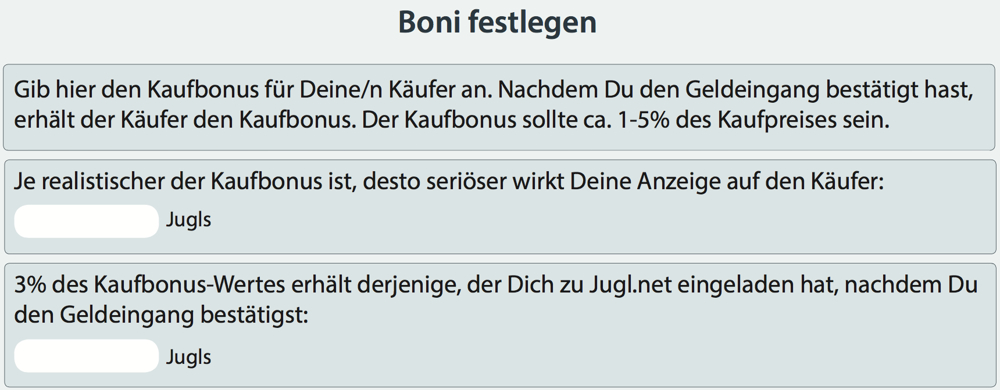 Boni festlegen
Gib hier den Kaufbonus für Deine/n Käufer an. Nachdem Du den Geldeingang bestätigt hast,
erhält der Käufer den Kaufbonus. Der Kaufbonus sollte ca. 1-5% des Kaufpreises sein.
Je realistischer der Kaufbonus ist, desto seriöser wirkt Deine Anzeige auf den Käufer:
Jugls
3% des Kaufbonus-Wertes erhält derjenige, der Dich zu Jugl.net eingeladen hat, nachdem Du
den Geldeingang bestätigst:
Jugls